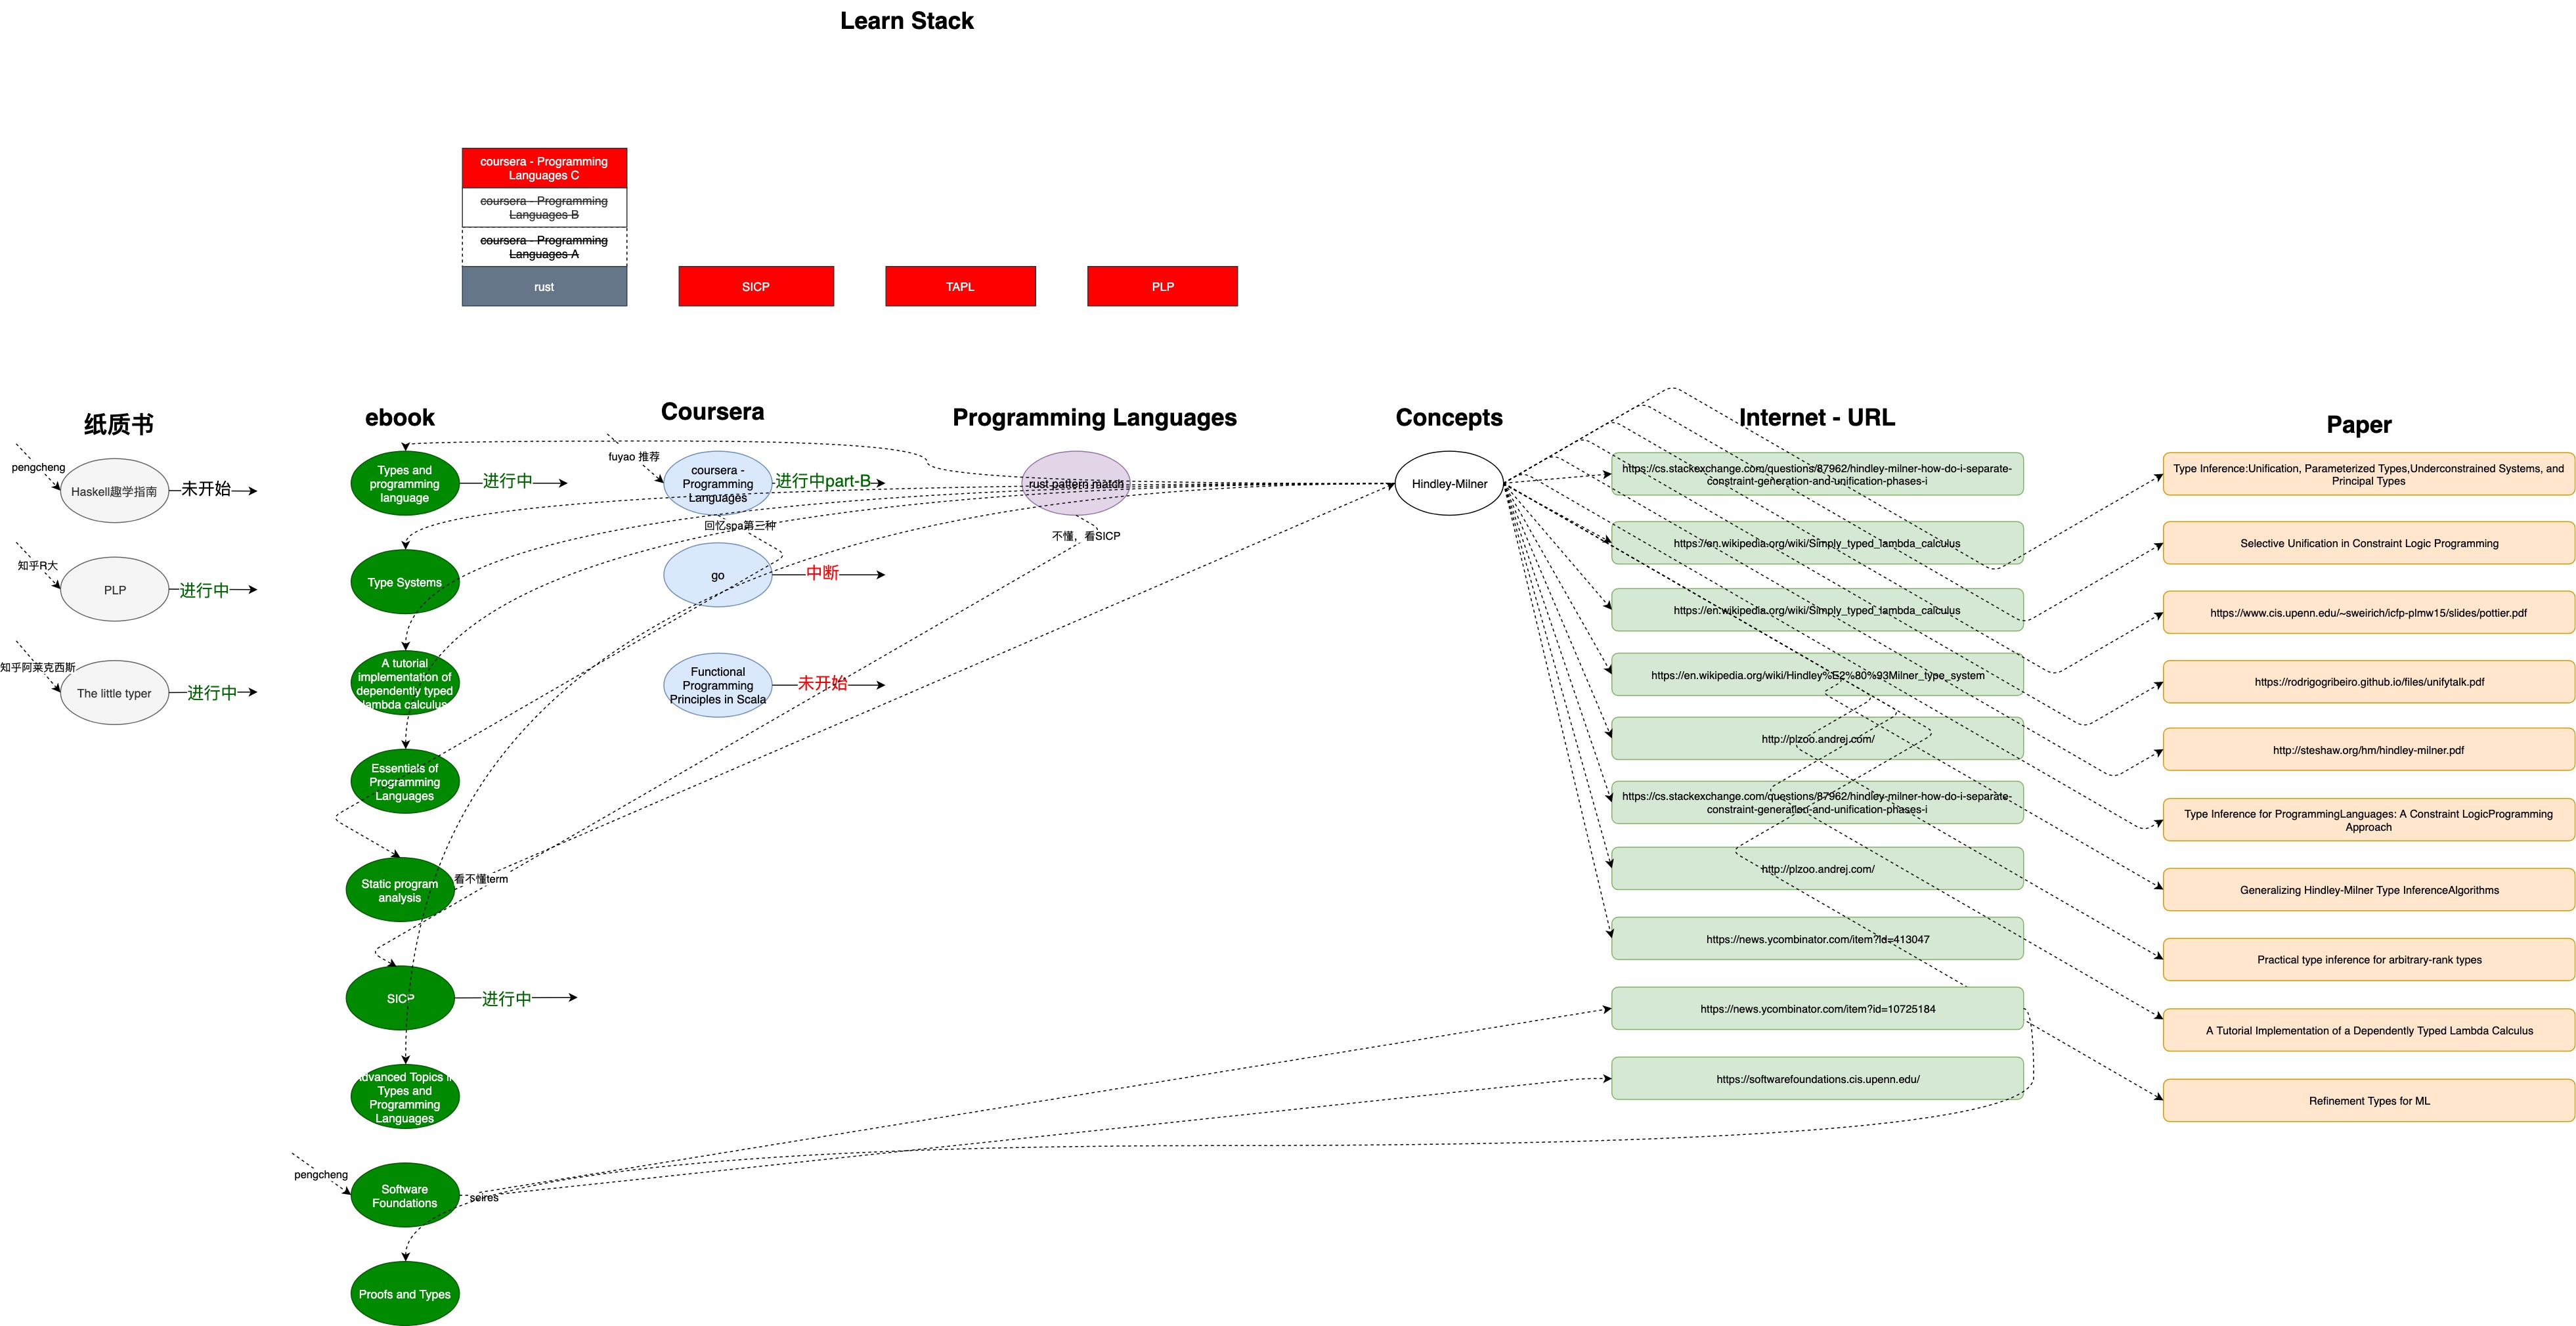 Learn Stack
coursera - Programming
Languages C
coursera - Programming
Languages B
coursera - Programming
Languages A
rust
SICP
TAPL
PLP
纸质书
ebook
Coursera
Programming Languages
Concepts
Internet - URL
Paper
pengcheng
Haskell趣学指南
未开始
知乎R大
PLP
进行中
知乎阿莱克西斯
The little typer
进行中
Types and
programming
language
进行中
Type Systems
A tutorial
implementation of
dependently typed
lambda calculus
Essentials of
Programming
Languages
Static program
analysis
看不懂term
SICP
进行中
Advanced Topics in
Types and
Programming
Languages
pengcheng
Software
Foundations
seires
Proofs and Types
fuyao 推荐
coursera -
Programming
Languages
进行中part-B
回忆spa第三种
go
中断
Functional
Programming
Principles in Scala
未开始
rust pattern match
不懂，看SICP
Hindley-Milner
https://cs.stackexchange.com/questions/87962/hindley-milner-how-do-i-separate-
constraint-generation-and-unification-phases-i
https://en.wikipedia.org/wiki/Simply_typed_lambda_calculus
https://en.wikipedia.org/wiki/Simply_typed_lambda_calculus
https://en.wikipedia.org/wiki/Hindley%E2%80%93Milner_type_system
http://plzoo.andrej.com/
https://cs.stackexchange.com/questions/87962/hindley-milner-how-do-i-separate-
constraint-generation-and-unification-phases-i
http://plzoo.andrej.com/
https://news.ycombinator.com/item?id=413047
https://news.ycombinator.com/item?id=10725184
https://softwarefoundations.cis.upenn.edu/
Type Inference:Unification, Parameterized Types,Underconstrained Systems, and
Principal Types
Selective Unification in Constraint Logic Programming
https://www.cis.upenn.edu/~sweirich/icfp-plmw15/slides/pottier.pdf
https://rodrigogribeiro.github.io/files/unifytalk.pdf
http://steshaw.org/hm/hindley-milner.pdf
Type Inference for ProgrammingLanguages: A Constraint LogicProgramming
Approach
Generalizing Hindley-Milner Type InferenceAlgorithms
Practical type inference for arbitrary-rank types
A Tutorial Implementation of a Dependently Typed Lambda Calculus
Refinement Types for ML